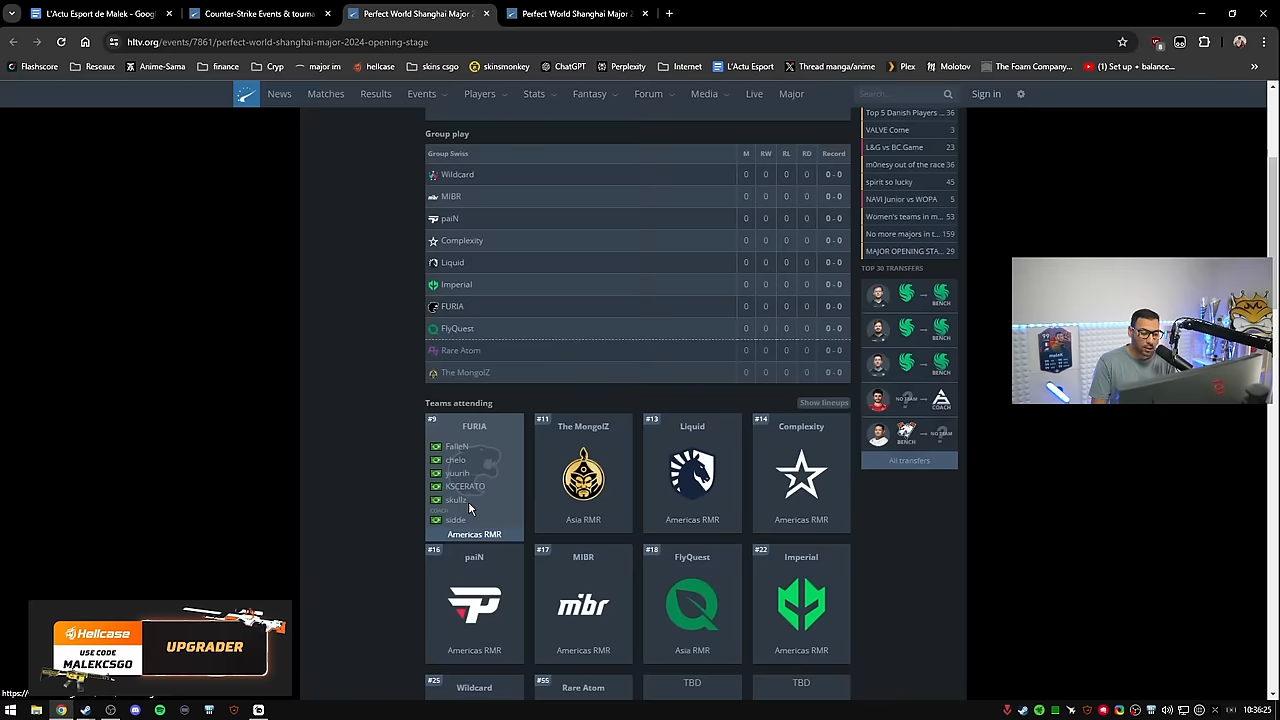 L'Actu Esport de Malek - Googl
Counter-Strike Events & tourna
Perfect World Shanghai Major 2
Perfect World Shanghai Major 2
hltv.org/events/7861/perfect-world-shanghai-major-2024-opening-stage
Flashscore
Reseaux
Anime-Sama
finance
Cryp
major im
hellcase
skins csgo
skinsmonkey
ChatGPT
Perplexity
Internet
L'Actu Esport
Thread manga/anime
Plex
Molotov
The Foam Company...
(1) Set up + balance...
News
Matches
Results
Events
Players
Stats
Fantasy
Forum
Media
Live
Major
Search...
Sign in
Group play
Group Swiss M RW RL RD Record
Wildcard 0 0 0 0 0 - 0
MIBR 0 0 0 0 0 - 0
paiN 0 0 0 0 0 - 0
Complexity 0 0 0 0 0 - 0
Liquid 0 0 0 0 0 - 0
Imperial 0 0 0 0 0 - 0
FURIA 0 0 0 0 0 - 0
FlyQuest 0 0 0 0 0 - 0
Rare Atom 0 0 0 0 0 - 0
The MongolZ 0 0 0 0 0 - 0
Teams attending
Show lineups
#9
FURIA
FalleN
chelo
yuurih
KSCERATO
skullz
COACH
sidde
Americas RMR
#11
The MongolZ
Asia RMR
#13
Liquid
Americas RMR
#14
Complexity
Americas RMR
#16
paiN
Americas RMR
#17
MIBR
mibr
Americas RMR
#18
FlyQuest
Asia RMR
#22
Imperial
Americas RMR
#25
Wildcard
#55
Rare Atom
TBD
TBD
Top 5 Danish Players ... 36
VALVE Come 3
L&G vs BC.Game 23
m0nesy out of the race 36
spirit so lucky 45
NAVI Junior vs WOPA 5
Women's teams in m... 53
No more majors in t... 159
MAJOR OPENING STA... 29
TOP 30 TRANSFERS
BENCH
BENCH
BENCH
NO TEAM
COACH
BENCH
NO TEAM
All transfers
maleK
Hellcase
USE CODE
MALEKCSGO
UPGRADER
https://
10:36:25